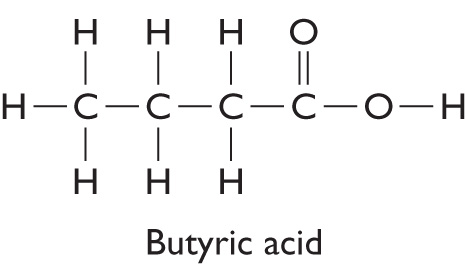 H H H O
H C C C C O H
H H H
Butyric acid